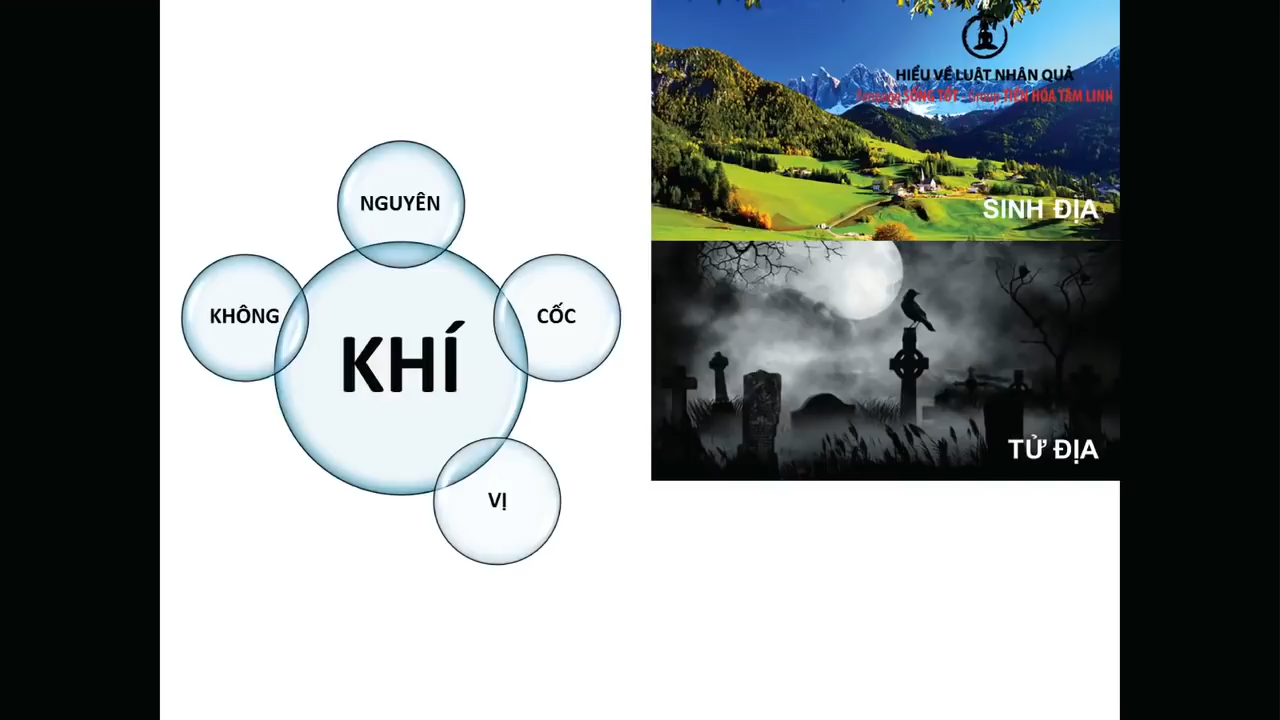 NGUYÊN
KHÔNG
CỐC
KHÍ
VỊ
HIỂU VỀ LUẬT NHÂN QUẢ
SỐNG TỐT - Group TIẾN HÓA TÂM LINH
SINH ĐỊA
TỬ ĐỊA